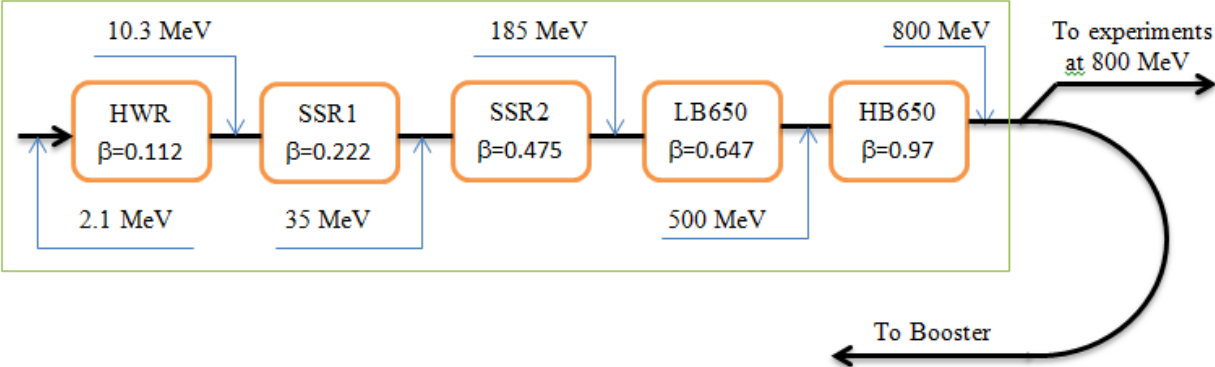 10.3 MeV
185 MeV
800 MeV
To experiments
at 800 MeV
HWR
β=0.112
SSR1
β=0.222
SSR2
β=0.475
LB650
β=0.647
HB650
β=0.97
2.1 MeV
35 MeV
500 MeV
To Booster